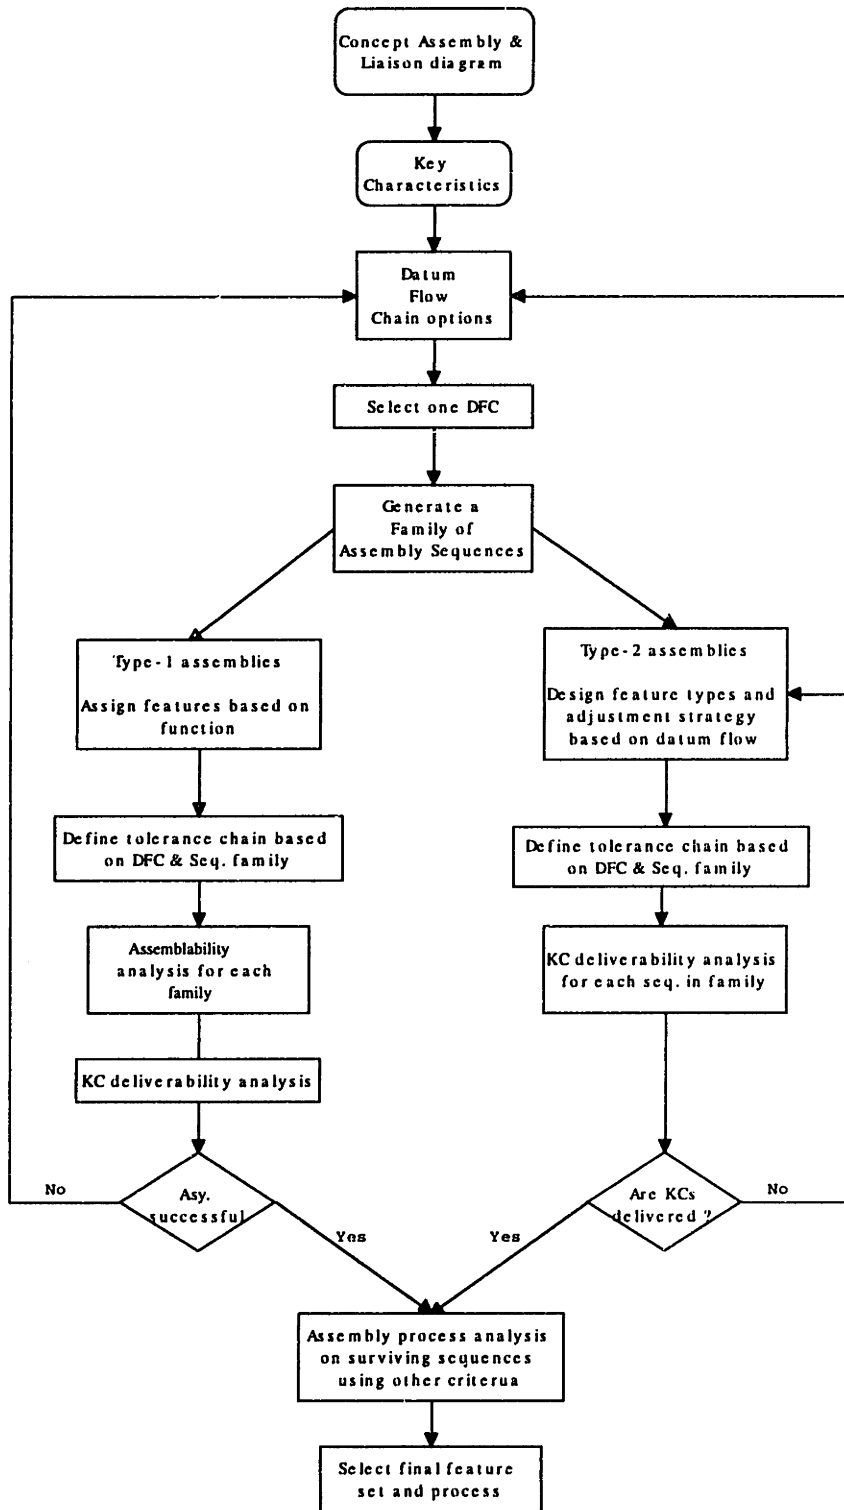 Concept Assembly &
Liaison diagram
Key
Characteristics
Datum
Flow
Chain options
Select one DFC
Generate a
Family of
Assembly Sequences
Type-1 assemblies
Assign features based on
function
Type-2 assemblies
Design feature types and
adjustment strategy
based on datum flow
Define tolerance chain based
on DFC & Seq. family
Define tolerance chain based
on DFC & Seq. family
Assemblability
analysis for each
family
KC deliverability analysis
for each seq. in family
KC deliverability analysis
No
Asy.
successful
Yes
Are KCs
delivered ?
No
Yes
Assembly process analysis
on surviving sequences
using other criterua
Select final feature
set and process